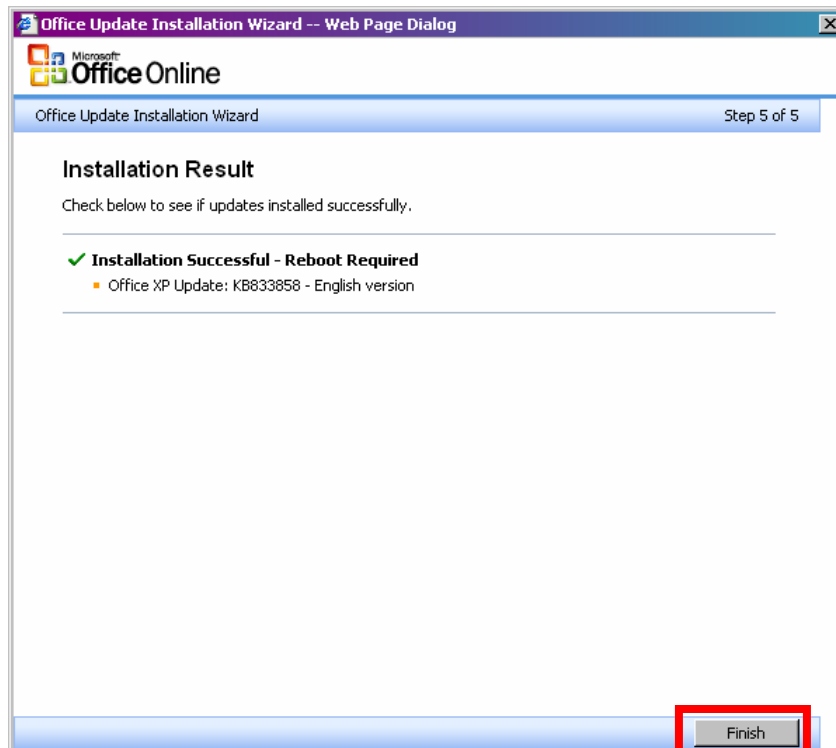 Office Update Installation Wizard -- Web Page Dialog
Microsoft
Office Online
Office Update Installation Wizard Step 5 of 5
Installation Result
Check below to see if updates installed successfully.
Installation Successful - Reboot Required
Office XP Update: KB833858 - English version
Finish